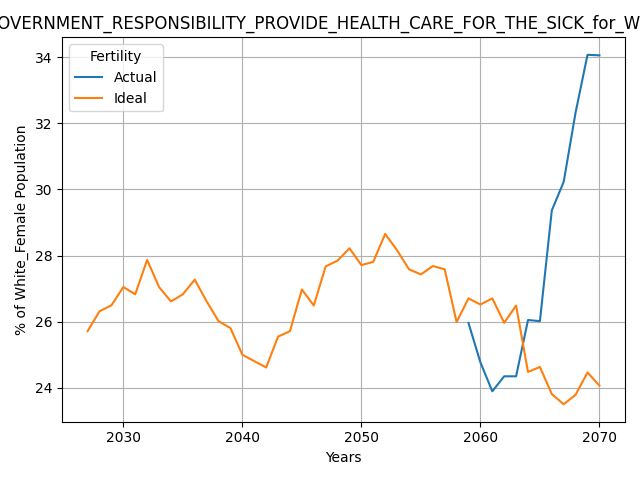 OVERNMENT_RESPONSIBILITY_PROVIDE_HEALTH_CARE_FOR_THE_SICK_for_W
Fertility
Actual
Ideal
% of White_Female Population
34
32
30
28
26
24
2030 2040 2050 2060 2070
Years